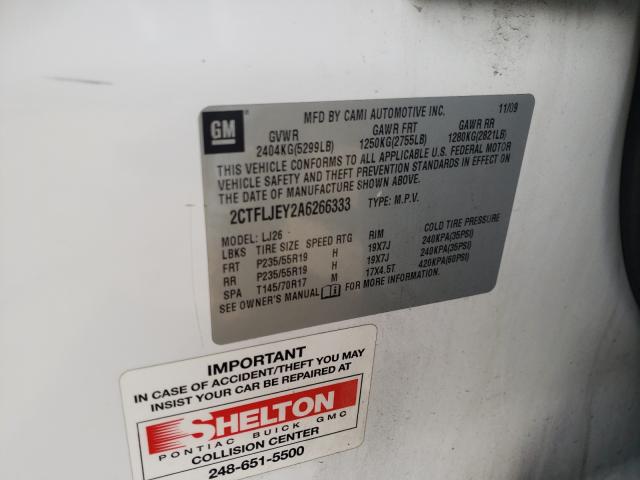 GM
MFD BY CAMI AUTOMOTIVE INC. 11/09
GVWR GAWR FRT GAWR RR
2404KG(5299LB) 1250KG(2755LB) 1280KG(2821LB)
THIS VEHICLE CONFORMS TO ALL APPLICABLE U.S. FEDERAL MOTOR
VEHICLE SAFETY AND THEFT PREVENTION STANDARDS IN EFFECT ON
THE DATE OF MANUFACTURE SHOWN ABOVE.
2CTFLJEY2A6266333 TYPE: M.P.V.
MODEL: LJ26
LBKS TIRE SIZE SPEED RTG RIM COLD TIRE PRESSURE
FRT P235/55R19 H 19X7J 240KPA(35PSI)
RR P235/55R19 H 19X7J 240KPA(35PSI)
SPA T145/70R17 M 17X4.5T 420KPA(60PSI)
SEE OWNER'S MANUAL FOR MORE INFORMATION.
IMPORTANT
IN CASE OF ACCIDENT/THEFT YOU MAY
INSIST YOUR CAR BE REPAIRED AT
SHELTON
PONTIAC BUICK GMC
COLLISION CENTER
248-651-5500